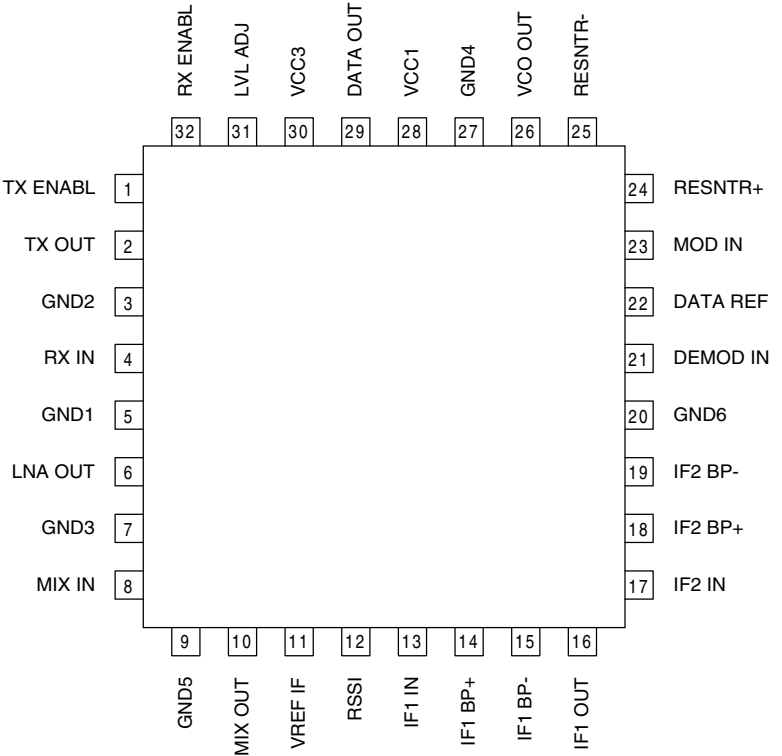 RX ENABL
LVL ADJ
VCC3
DATA OUT
VCC1
GND4
VCO OUT
RESNTR-
32
31
30
29
28
27
26
25
TX ENABL 1
24 RESNTR+
TX OUT 2
23 MOD IN
GND2 3
22 DATA REF
RX IN 4
21 DEMOD IN
GND1 5
20 GND6
LNA OUT 6
19 IF2 BP-
GND3 7
18 IF2 BP+
MIX IN 8
17 IF2 IN
9
10
11
12
13
14
15
16
GND5
MIX OUT
VREF IF
RSSI
IF1 IN
IF1 BP+
IF1 BP-
IF1 OUT